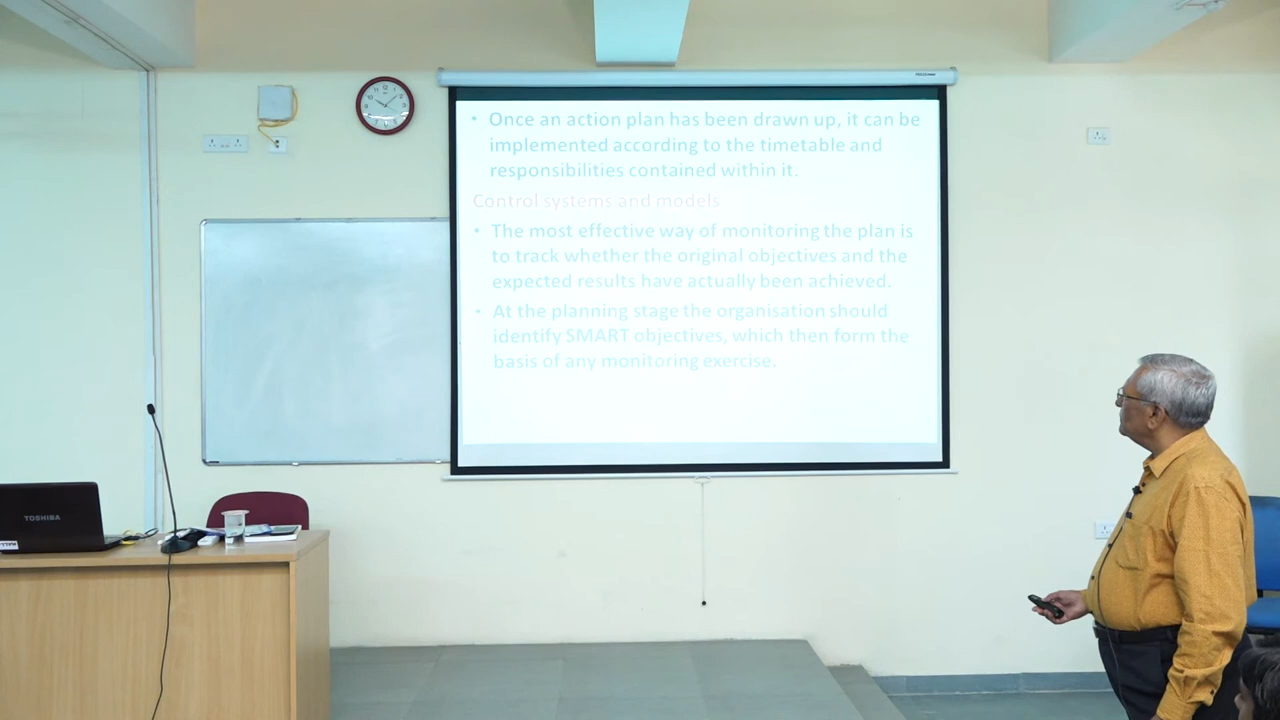 • Once an action plan has been drawn up, it can be
implemented according to the timetable and
responsibilities contained within it.
Control systems and models
• The most effective way of monitoring the plan is
to track whether the original objectives and the
expected results have actually been achieved.
• At the planning stage the organisation should
identify SMART objectives, which then form the
basis of any monitoring exercise.
TOSHIBA